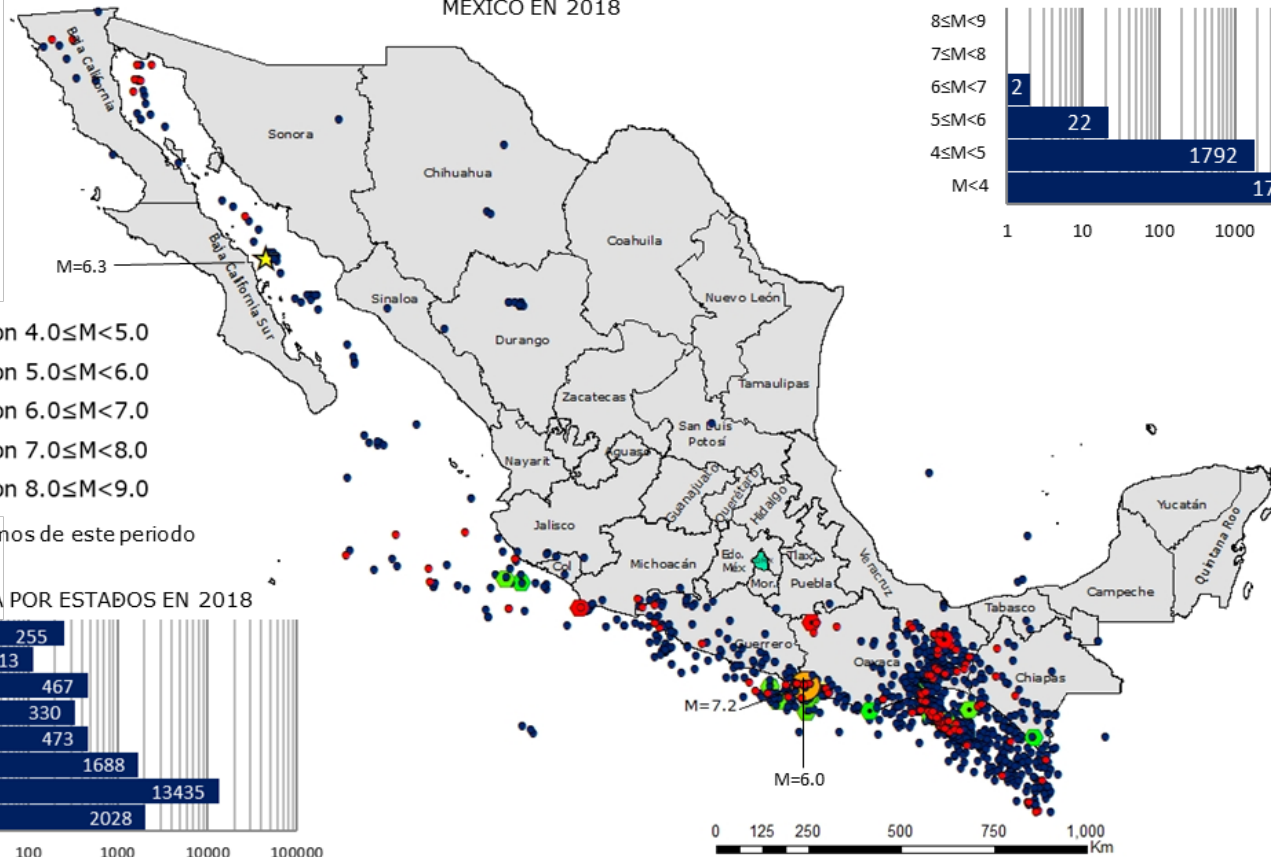 MÉXICO EN 2018
8≤M<9
7≤M<8
6≤M<7
2
5≤M<6
22
4≤M<5
1792
M<4
17
1
10
100
1000
Baja California
Sonora
Chihuahua
Coahuila
Baja California Sur
M=6.3
Sinaloa
Nuevo León
Durango
on 4.0≤M<5.0
on 5.0≤M<6.0
on 6.0≤M<7.0
on 7.0≤M<8.0
on 8.0≤M<9.0
Tamaulipas
Zacatecas
San Luis
Potosí
Aguasc
Nayarit
Guanajuato
Querétaro
Hidalgo
Yucatán
Quintana Roo
Jalisco
mos de este periodo
Col
Michoacán
Edo.
Méx
Tlax.
Mor.
Puebla
Veracruz
Campeche
Tabasco
A POR ESTADOS EN 2018
255
13
467
330
473
1688
13435
2028
100
1000
10000
100000
Guerrero
Oaxaca
Chiapas
M=7.2
M=6.0
0
125
250
500
750
1,000
Km